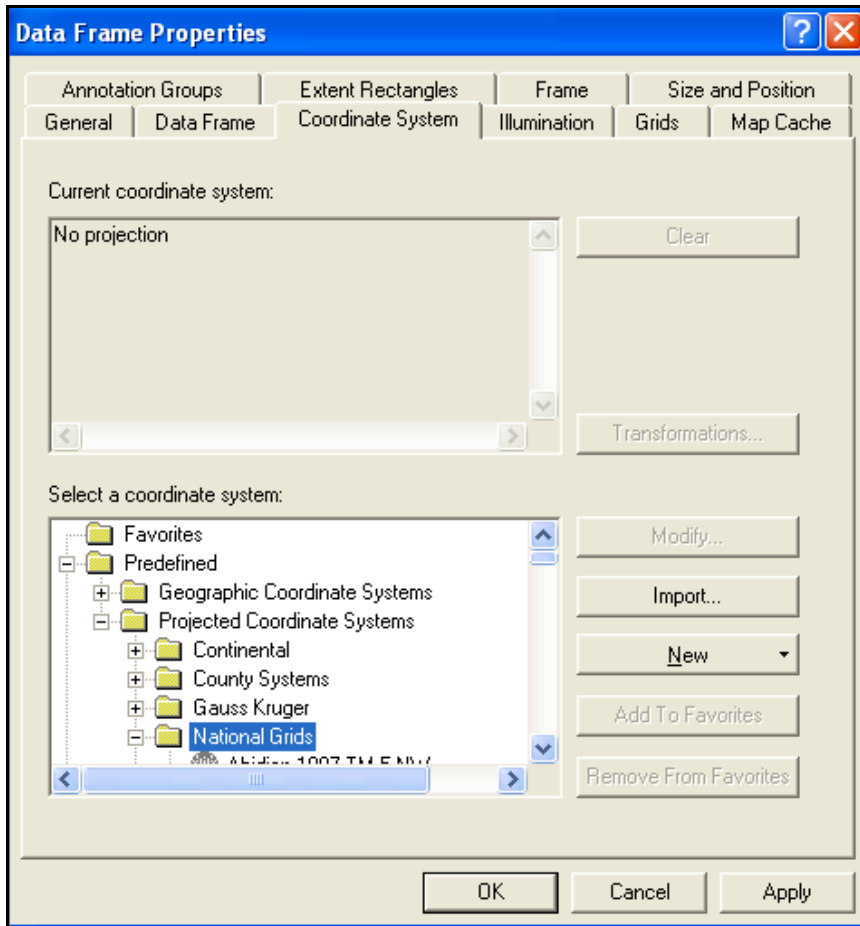 Data Frame Properties
?
Annotation Groups Extent Rectangles Frame Size and Position
General Data Frame Coordinate System Illumination Grids Map Cache
Current coordinate system:
No projection
Clear
Transformations...
Select a coordinate system:
Favorites
Predefined
Geographic Coordinate Systems
Projected Coordinate Systems
Continental
County Systems
Gauss Kruger
National Grids
Modify...
Import...
New
Add To Favorites
Remove From Favorites
OK Cancel Apply